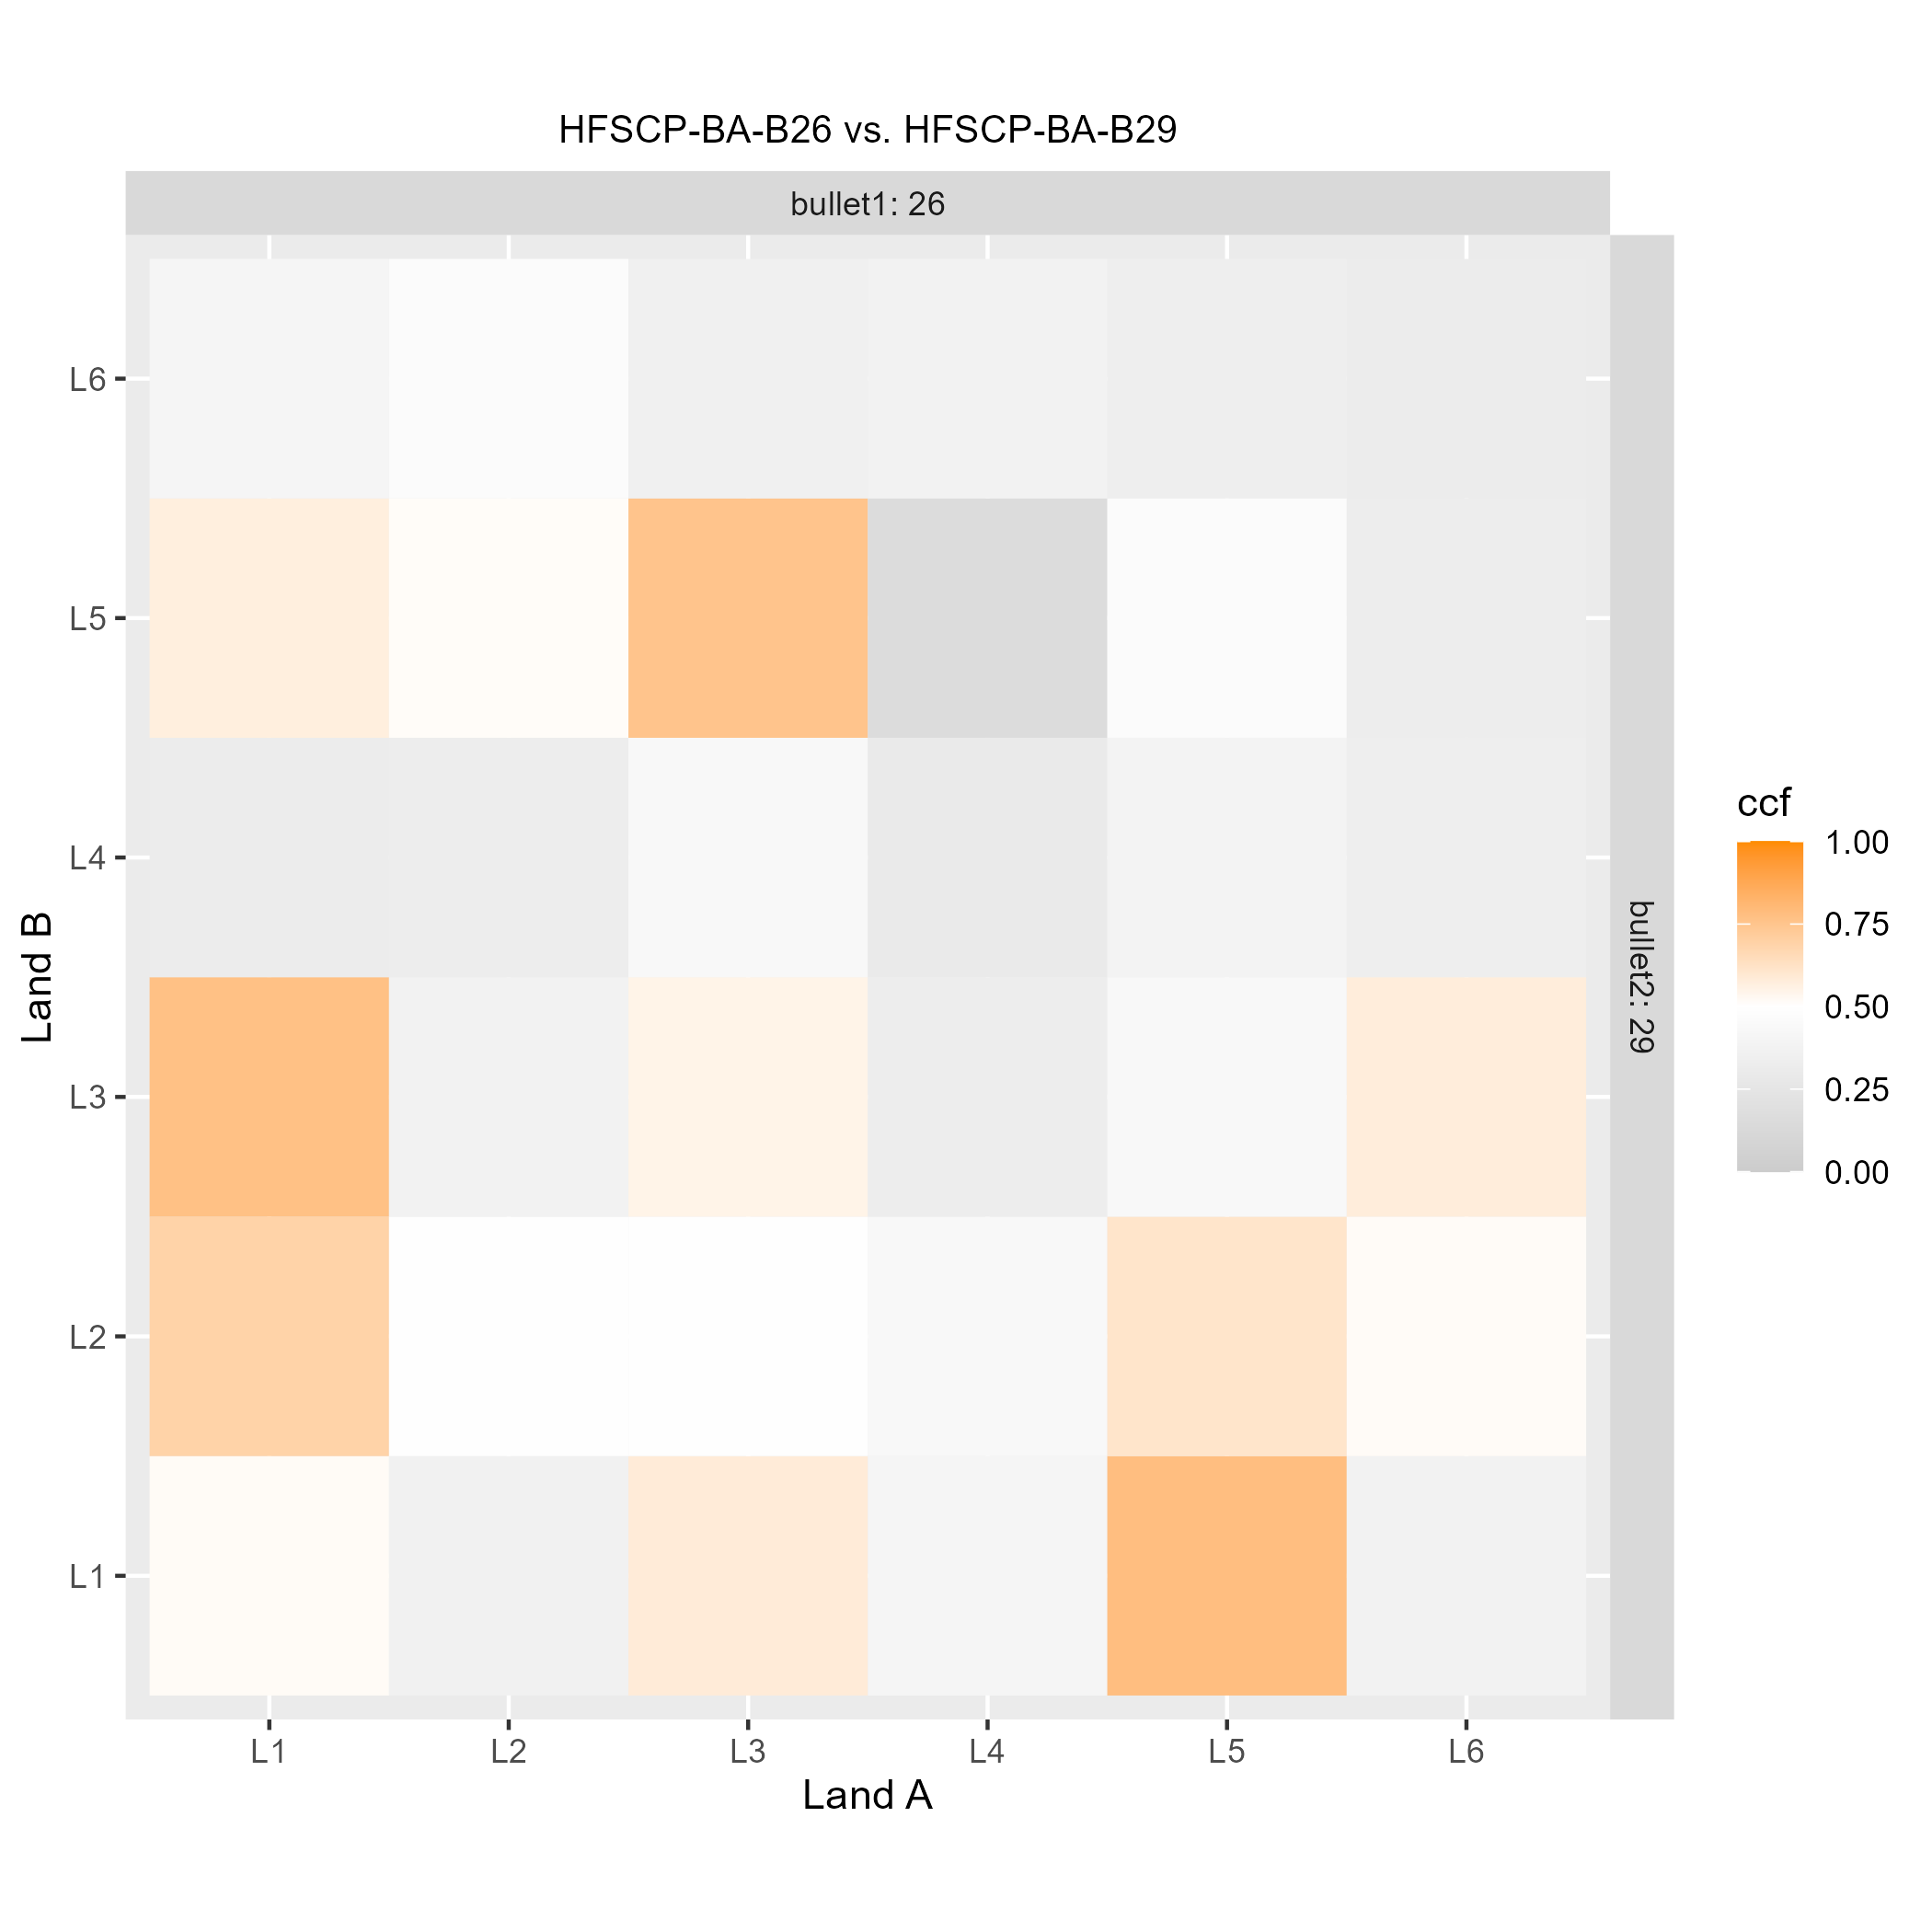 HFSCP-BA-B26 vs. HFSCP-BA-B29
bullet1: 26
L6
L5
L4
L3
L2
L1
Land B
L1 L2 L3 L4 L5 L6
Land A
bullet2: 29
ccf
1.00
0.75
0.50
0.25
0.00